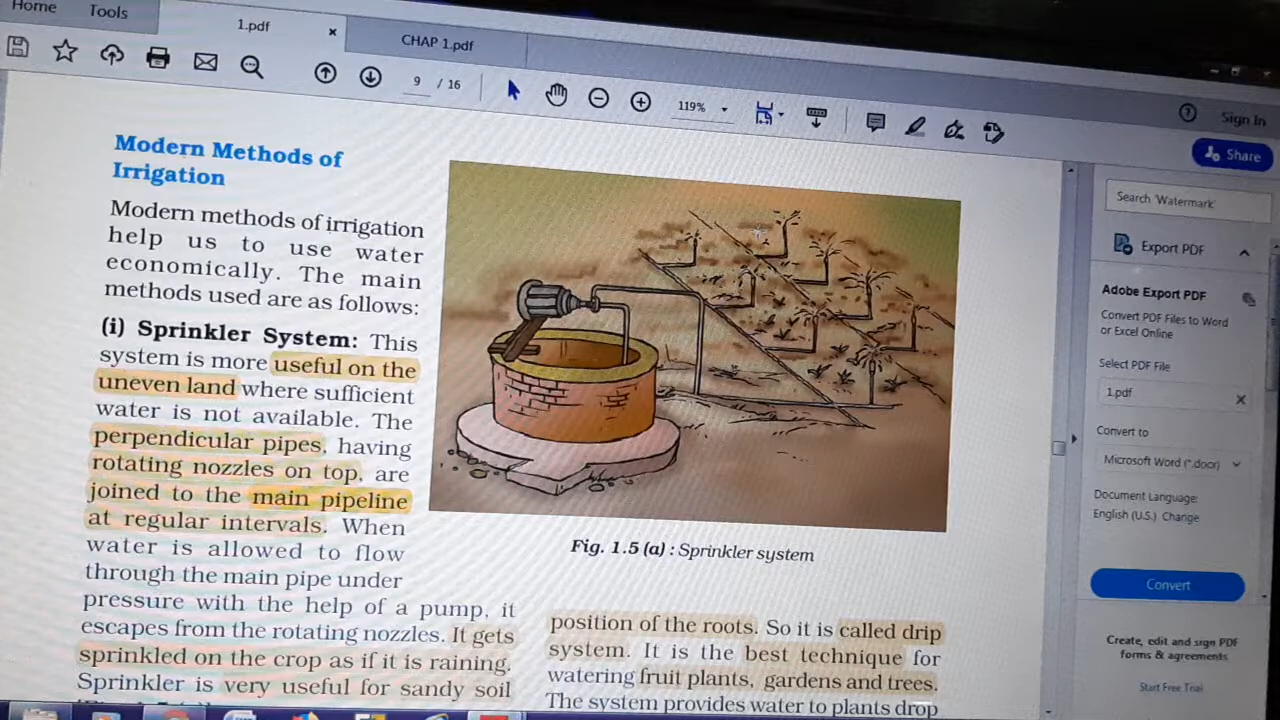 Home
Tools
1.pdf
×
CHAP 1.pdf
9 / 16
119%
Sign In
Share
Modern Methods of
Irrigation
Modern methods of irrigation
help us to use water
economically. The main
methods used are as follows:
(i) Sprinkler System: This
system is more useful on the
uneven land where sufficient
water is not available. The
perpendicular pipes, having
rotating nozzles on top, are
joined to the main pipeline
at regular intervals. When
water is allowed to flow
through the main pipe under
pressure with the help of a pump, it
escapes from the rotating nozzles. It gets
sprinkled on the crop as if it is raining.
Sprinkler is very useful for sandy soil
Fig. 1.5 (a) : Sprinkler system
position of the roots. So it is called drip
system. It is the best technique for
watering fruit plants, gardens and trees.
The system provides water to plants drop
Search 'Watermark'
Export PDF
Adobe Export PDF
Convert PDF Files to Word
or Excel Online
Select PDF File
1.pdf
×
Convert to
Microsoft Word (*.docx)
Document Language:
English (U.S.) Change
Convert
Create, edit and sign PDF
forms & agreements
Start Free Trial